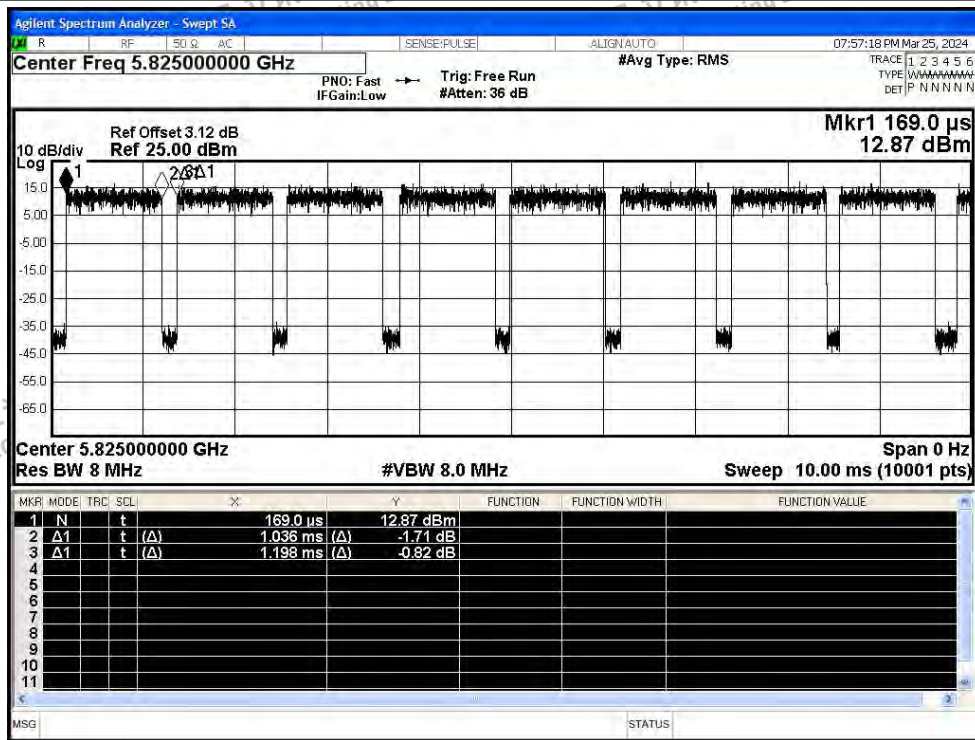 Agilent Spectrum Analyzer - Swept SA
R RF 50 Ω AC SENSE:PULSE ALIGN AUTO 07:57:18 PM Mar 25, 2024
Center Freq 5.825000000 GHz #Avg Type: RMS TRACE 1 2 3 4 5 6
PNO: Fast Trig: Free Run TYPE WWWWWW
IFGain:Low #Atten: 36 dB DET P N N N N N
Mkr1 169.0 µs
Ref Offset 3.12 dB
10 dB/div Ref 25.00 dBm 12.87 dBm
Log
1
3Δ1
15.0
5.00
-5.00
-15.0
-25.0
-35.0
-45.0
-55.0
-65.0
Center 5.825000000 GHz Span 0 Hz
Res BW 8 MHz #VBW 8.0 MHz Sweep 10.00 ms (10001 pts)
MKR MODE TRC SCL X Y FUNCTION FUNCTION WIDTH FUNCTION VALUE
1 N t 169.0 µs 12.87 dBm
2 Δ1 t (Δ) 1.036 ms (Δ) -1.71 dB
3 Δ1 t (Δ) 1.198 ms (Δ) -0.82 dB
4
5
6
7
8
9
10
11
MSG STATUS